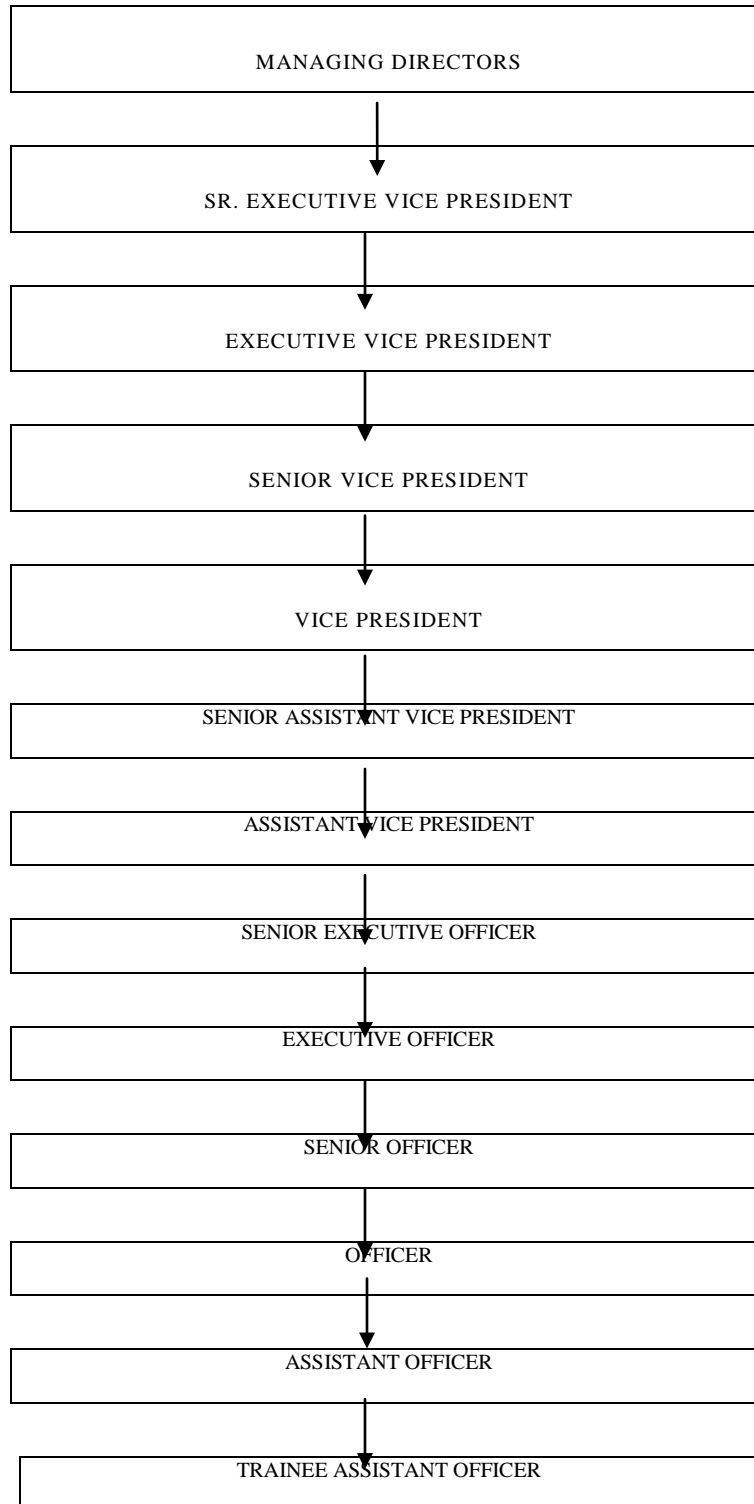 MANAGING DIRECTORS
SR. EXECUTIVE VICE PRESIDENT
EXECUTIVE VICE PRESIDENT
SENIOR VICE PRESIDENT
VICE PRESIDENT
SENIOR ASSISTANT VICE PRESIDENT
ASSISTANT VICE PRESIDENT
SENIOR EXECUTIVE OFFICER
EXECUTIVE OFFICER
SENIOR OFFICER
OFFICER
ASSISTANT OFFICER
TRAINEE ASSISTANT OFFICER